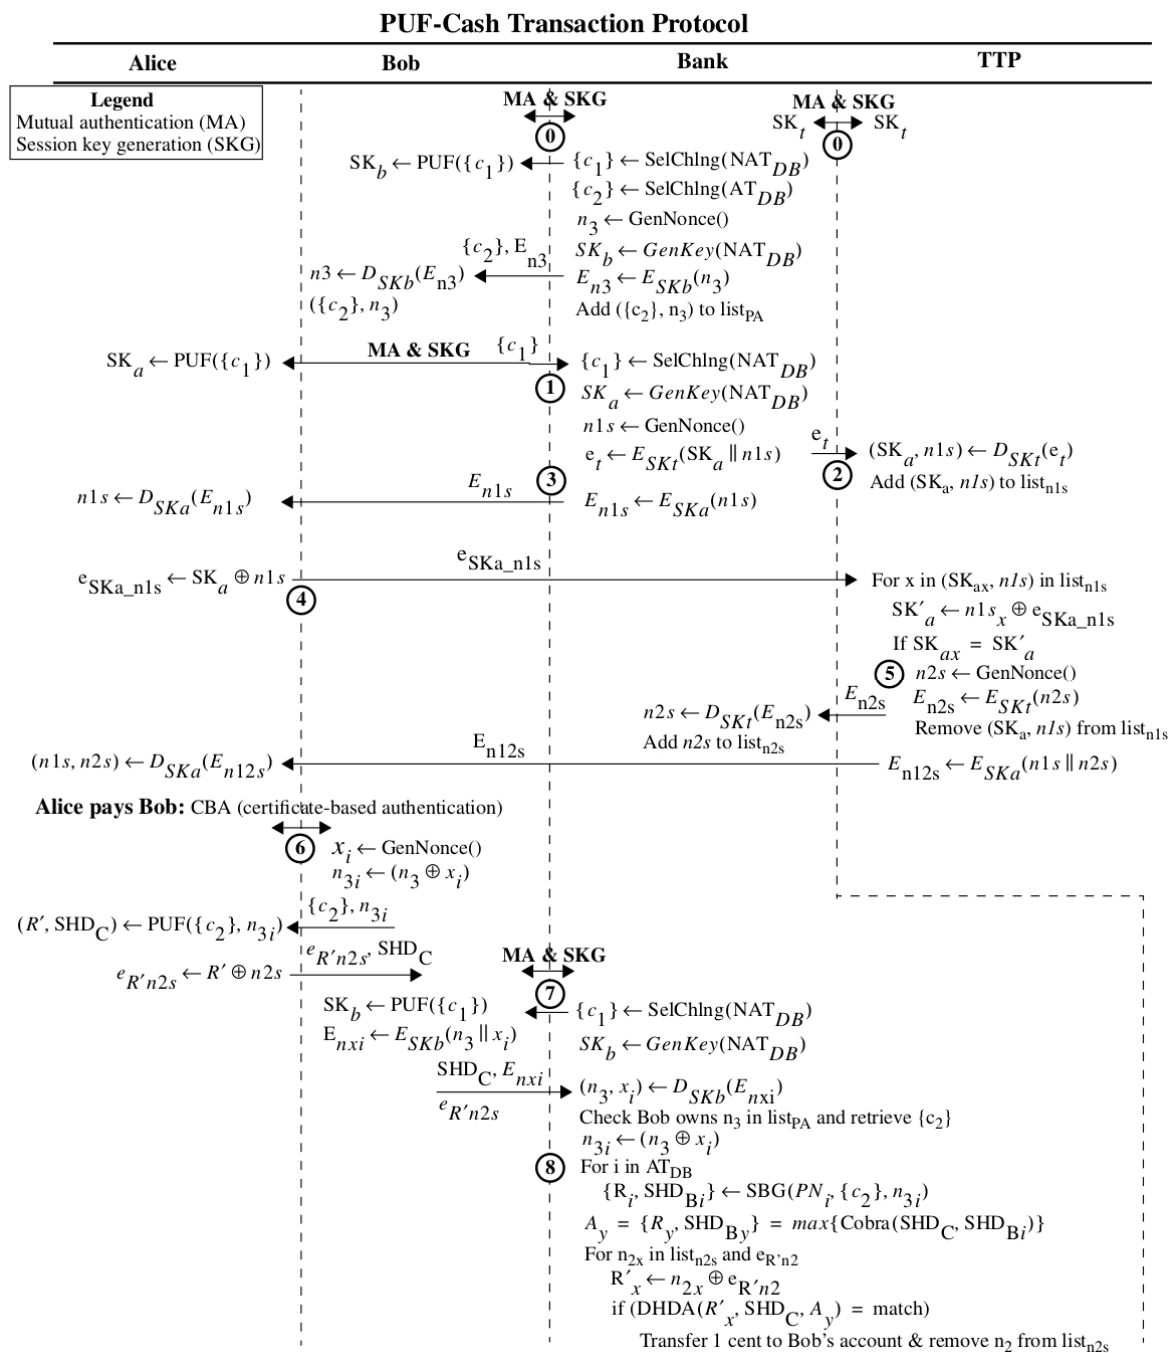 PUF-Cash Transaction Protocol
Alice Bob Bank TTP
Legend
Mutual authentication (MA)
Session key generation (SKG)
MA & SKG MA & SKG
SK_t SK_t
0 0
SK_b ← PUF({c_1}) {c_1} ← SelChlng(NAT_DB)
{c_2} ← SelChlng(AT_DB)
n_3 ← GenNonce()
{c_2}, E_n3 SK_b ← GenKey(NAT_DB)
n3 ← D_SKb(E_n3) E_n3 ← E_SKb(n_3)
({c_2}, n_3) Add ({c_2}, n_3) to list_PA
MA & SKG {c_1}
SK_a ← PUF({c_1}) {c_1} ← SelChlng(NAT_DB)
1 SK_a ← GenKey(NAT_DB)
n1s ← GenNonce()
e_t ← E_SKt(SK_a || n1s) e_t (SK_a, n1s) ← D_SKt(e_t)
3 2 Add (SK_a, n1s) to list_n1s
n1s ← D_SKa(E_n1s) E_n1s E_n1s ← E_SKa(n1s)
e_SKa_n1s
e_SKa_n1s ← SK_a ⊕ n1s For x in (SK_ax, n1s) in list_n1s
4
SK′_a ← n1s_x ⊕ e_SKa_n1s
If SK_ax = SK′_a
5 n2s ← GenNonce()
E_n2s E_n2s ← E_SKt(n2s)
n2s ← D_SKt(E_n2s) Remove (SK_a, n1s) from list_n1s
Add n2s to list_n2s
E_n12s
(n1s, n2s) ← D_SKa(E_n12s) E_n12s ← E_SKa(n1s || n2s)
Alice pays Bob: CBA (certificate-based authentication)
6 x_i ← GenNonce()
n_3i ← (n_3 ⊕ x_i)
{c_2}, n_3i
(R′, SHD_C) ← PUF({c_2}, n_3i)
e_R′n2s, SHD_C MA & SKG
e_R′n2s ← R′ ⊕ n2s
7
SK_b ← PUF({c_1}) {c_1} ← SelChlng(NAT_DB)
E_nxi ← E_SKb(n_3 || x_i) SK_b ← GenKey(NAT_DB)
SHD_C, E_nxi
(n_3, x_i) ← D_SKb(E_nxi)
e_R′n2s
Check Bob owns n_3 in list_PA and retrieve {c_2}
n_3i ← (n_3 ⊕ x_i)
8 For i in AT_DB
{R_i, SHD_Bi} ← SBG(PN_i, {c_2}, n_3i)
A_y = {R_y, SHD_By} = max{Cobra(SHD_C, SHD_Bi)}
For n_2x in list_n2s and e_R'n2
R′_x ← n_2x ⊕ e_R′n2
if (DHDA(R′_x, SHD_C, A_y) = match)
Transfer 1 cent to Bob's account & remove n_2 from list_n2s